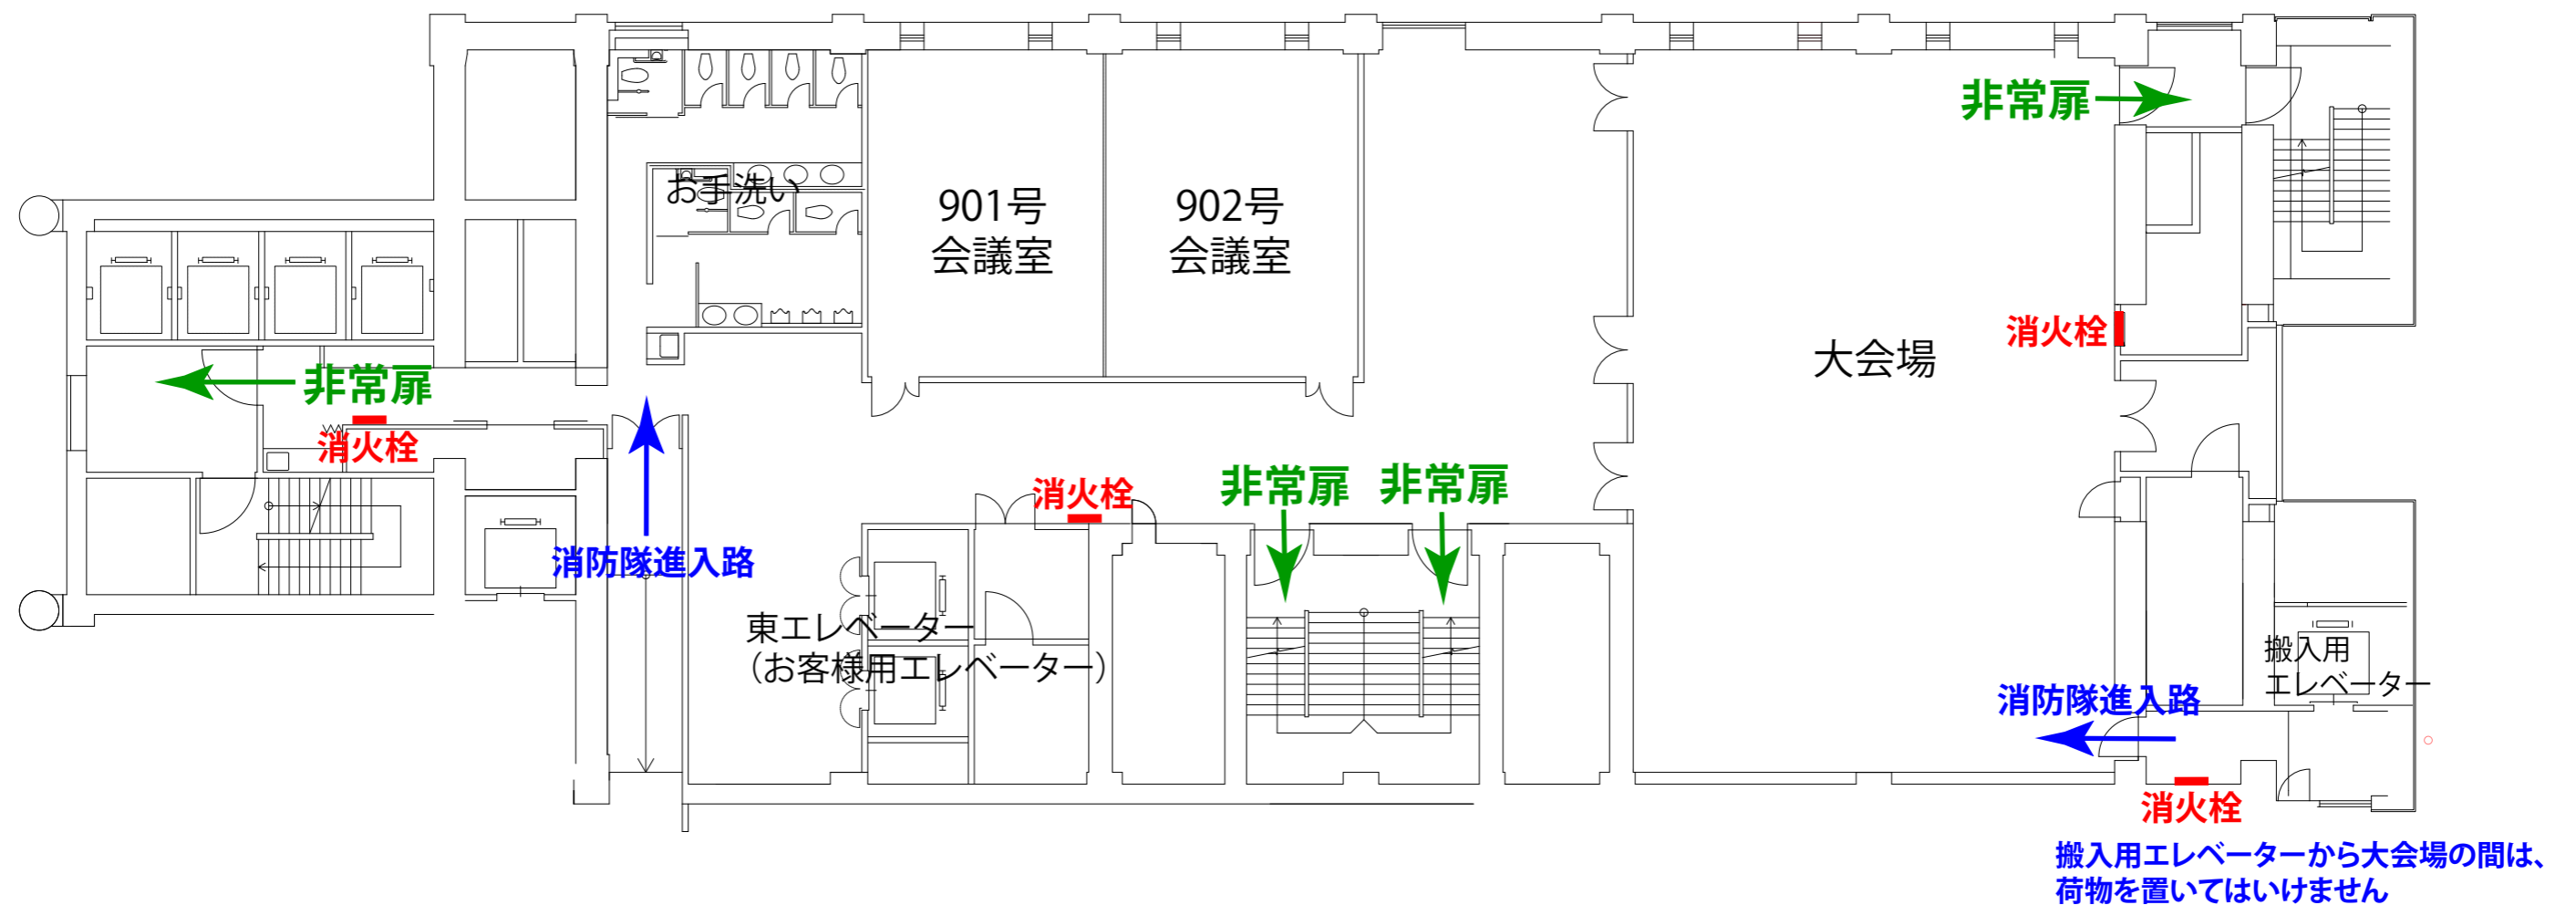 非常扉
お手洗い
901号
会議室
902号
会議室
消火栓
大会場
非常扉
消火栓
消火栓
非常扉
非常扉
消防隊進入路
東エレベーター
（お客様用エレベーター）
搬入用
エレベーター
消防隊進入路
消火栓
搬入用エレベーターから大会場の間は、
荷物を置いてはいけません